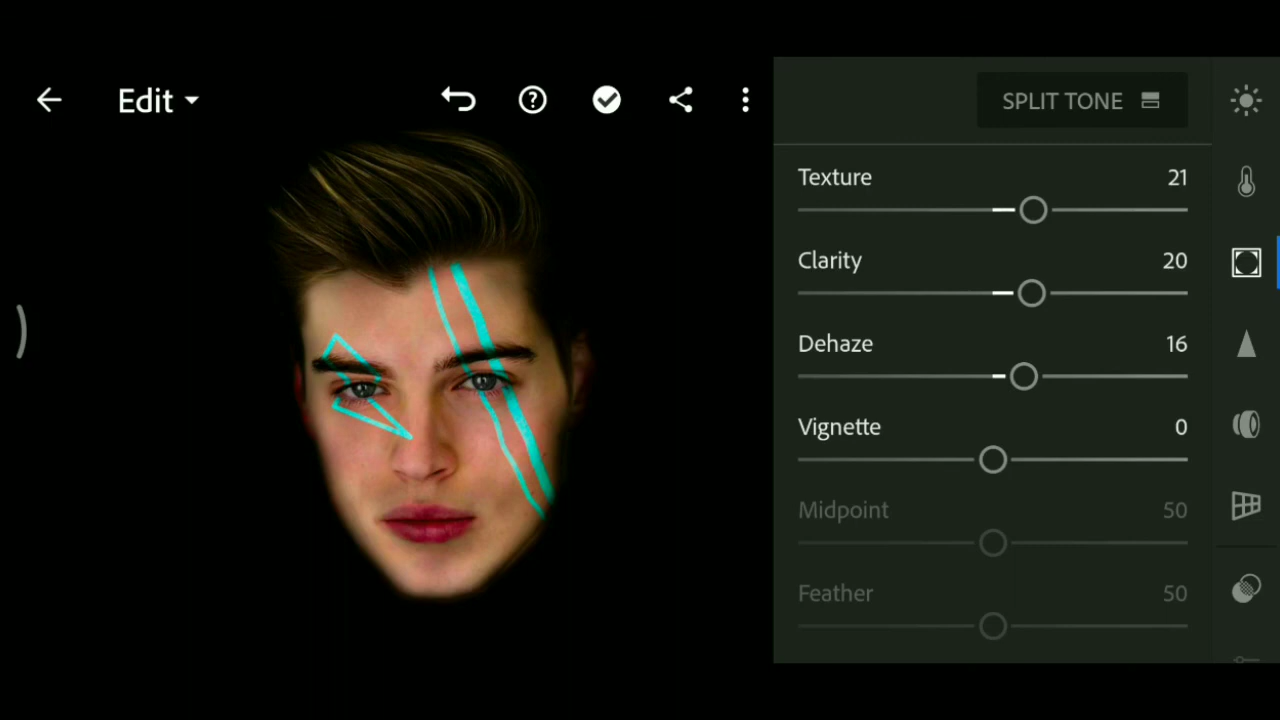 Edit
SPLIT TONE
Texture 21
Clarity 20
Dehaze 16
Vignette 0
Midpoint 50
Feather 50